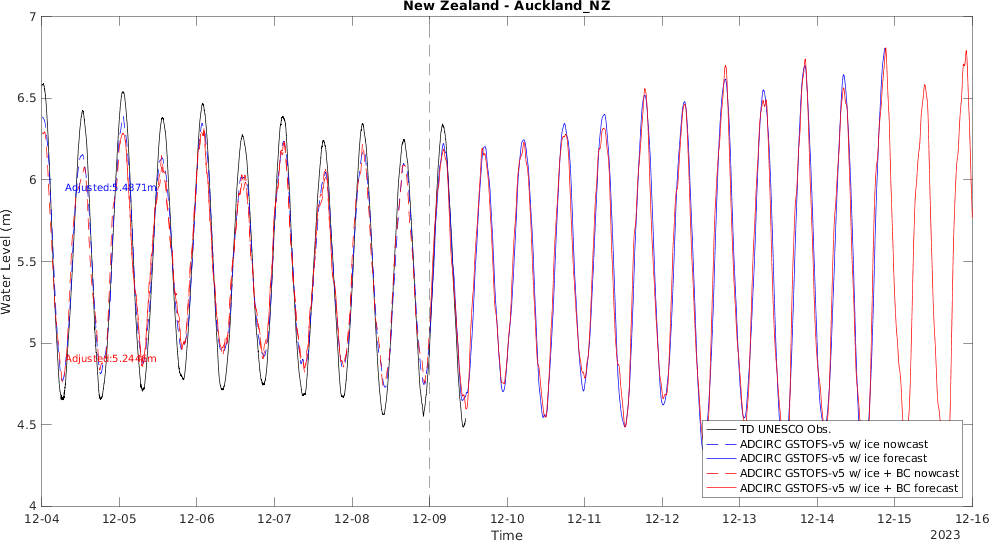 New Zealand - Auckland_NZ
Water Level (m)
7
6.5
6
5.5
5
4.5
4
Adjusted:5.4871m
Adjusted:5.2448m
TD UNESCO Obs.
ADCIRC GSTOFS-v5 w/ ice nowcast
ADCIRC GSTOFS-v5 w/ ice forecast
ADCIRC GSTOFS-v5 w/ ice + BC nowcast
ADCIRC GSTOFS-v5 w/ ice + BC forecast
12-04 12-05 12-06 12-07 12-08 12-09 12-10 12-11 12-12 12-13 12-14 12-15 12-16
Time
2023